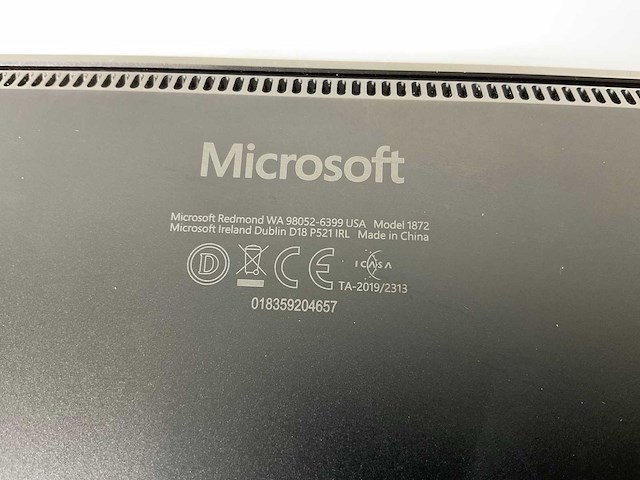 Microsoft
Microsoft Redmond WA 98052-6399 USA Model 1872
Microsoft Ireland Dublin D18 P521 IRL Made in China
D CE ICASA
TA-2019/2313
018359204657